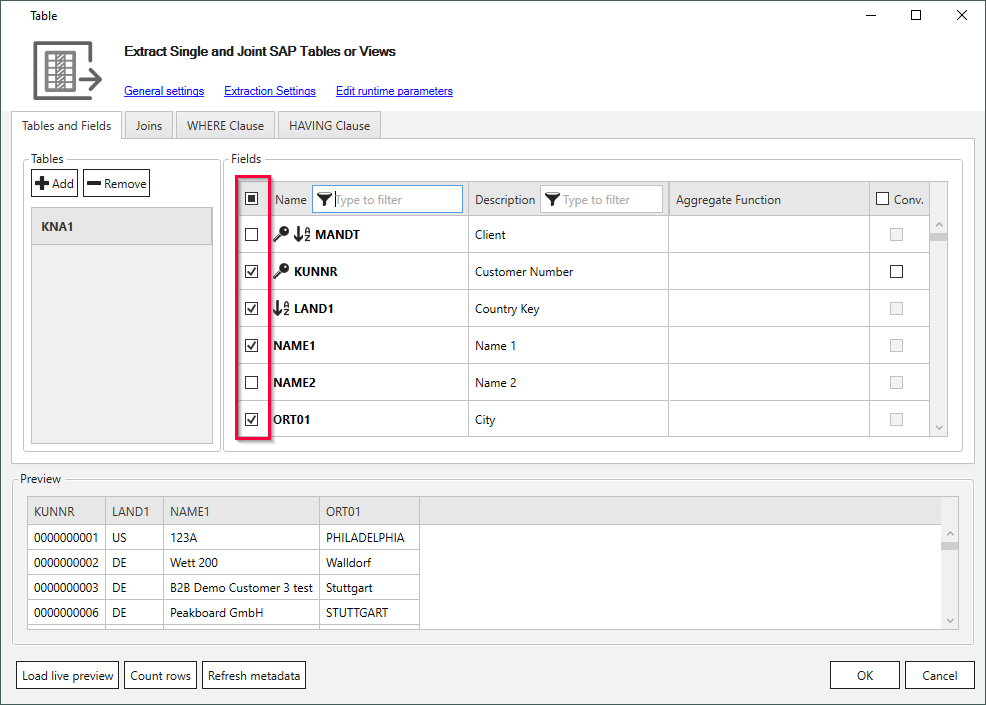 Table
Extract Single and Joint SAP Tables or Views
General settings Extraction Settings Edit runtime parameters
Tables and Fields Joins WHERE Clause HAVING Clause
Tables
Add Remove
KNA1
Fields
Name Type to filter Description Type to filter Aggregate Function Conv.
MANDT Client
KUNNR Customer Number
LAND1 Country Key
NAME1 Name 1
NAME2 Name 2
ORT01 City
Preview
KUNNR LAND1 NAME1 ORT01
0000000001 US 123A PHILADELPHIA
0000000002 DE Wett 200 Walldorf
0000000003 DE B2B Demo Customer 3 test Stuttgart
0000000006 DE Peakboard GmbH STUTTGART
Load live preview Count rows Refresh metadata OK Cancel